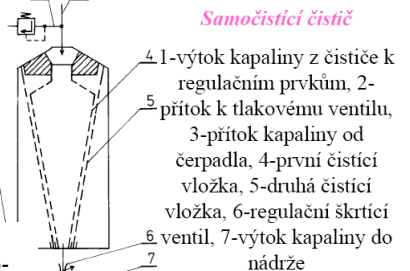 Samočistící čistič
4 1-výtok kapaliny z čističe k
regulačním prvkům, 2-
5 přítok k tlakovému ventilu,
3-přítok kapaliny od
čerpadla, 4-první čistící
vložka, 5-druhá čistící
vložka, 6-regulační škrtící
6 ventil, 7-výtok kapaliny do
7 nádrže